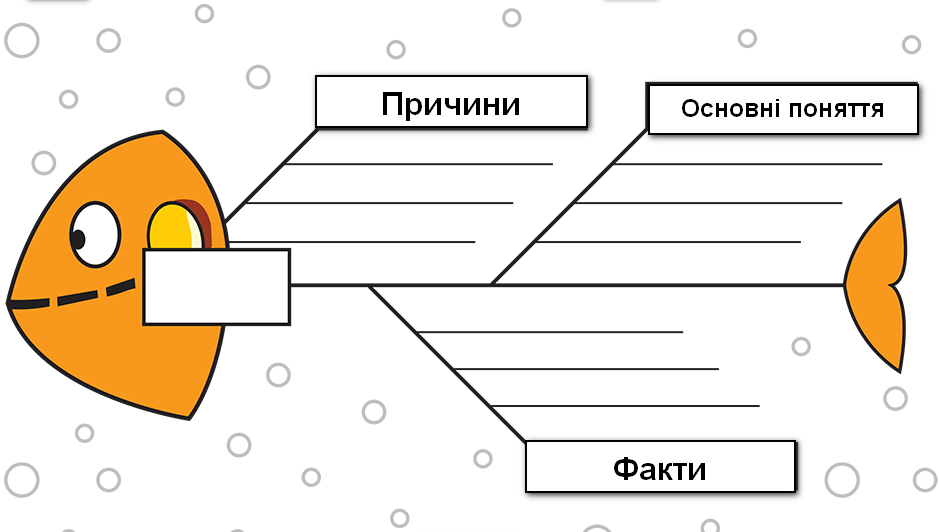 Причини
Основні поняття
Факти